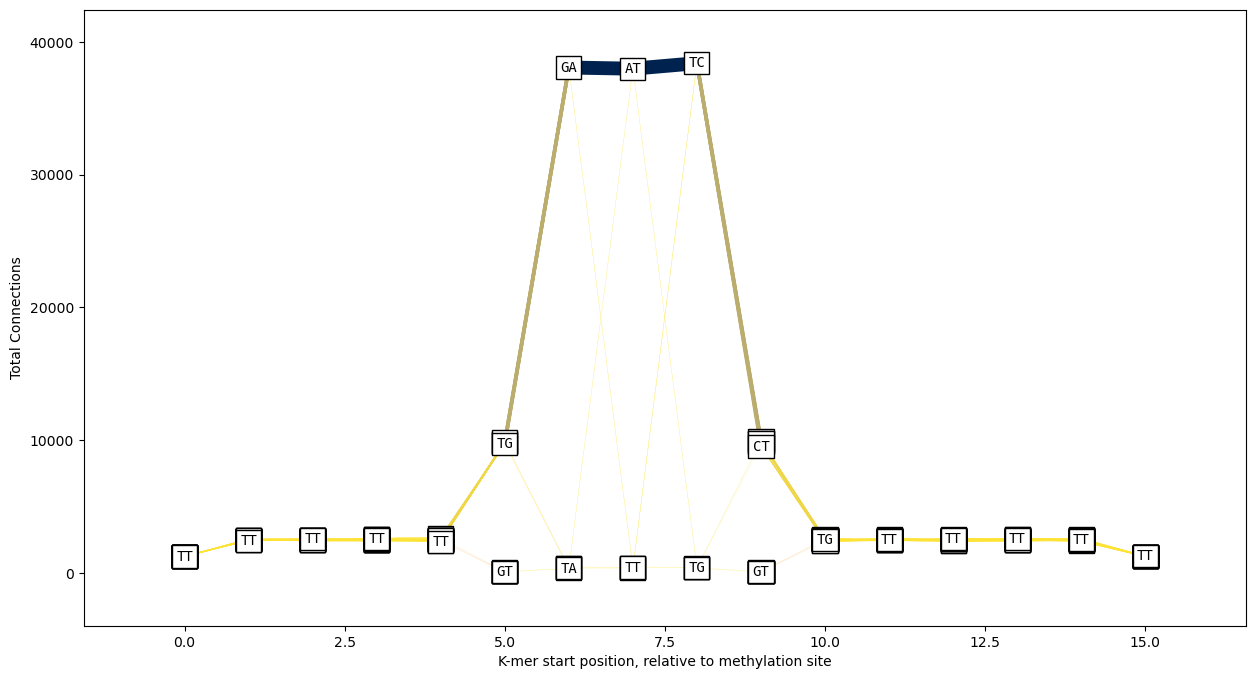 40000
30000
20000
10000
0
Total Connections
GA
AT
TC
TG
CT
TT
TT
TT
TT
TT
GT
TA
TT
TG
GT
TG
TT
TT
TT
TT
TT
0.0
2.5
5.0
7.5
10.0
12.5
15.0
K-mer start position, relative to methylation site